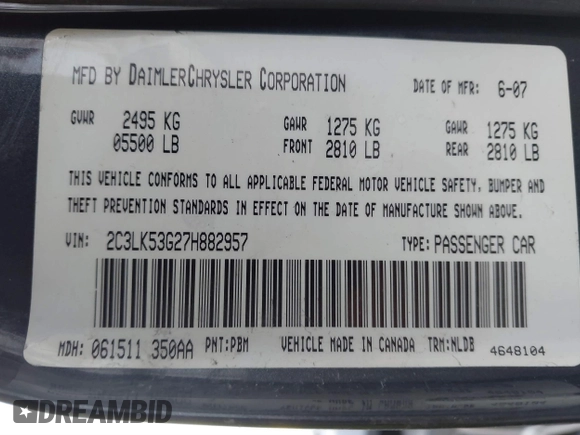 MFD BY DAIMLERCHRYSLER CORPORATION DATE OF MFR: 6-07
GVWR 2495 KG GAWR 1275 KG GAWR 1275 KG
05500 LB FRONT 2810 LB REAR 2810 LB
THIS VEHICLE CONFORMS TO ALL APPLICABLE FEDERAL MOTOR VEHICLE SAFETY, BUMPER AND
THEFT PREVENTION STANDARDS IN EFFECT ON THE DATE OF MANUFACTURE SHOWN ABOVE.
VIN: 2C3LK53G27H882957 TYPE: PASSENGER CAR
MDH: 061511 350AA PNT: PBM VEHICLE MADE IN CANADA TRM: NLDB 4648104
DREAMBID